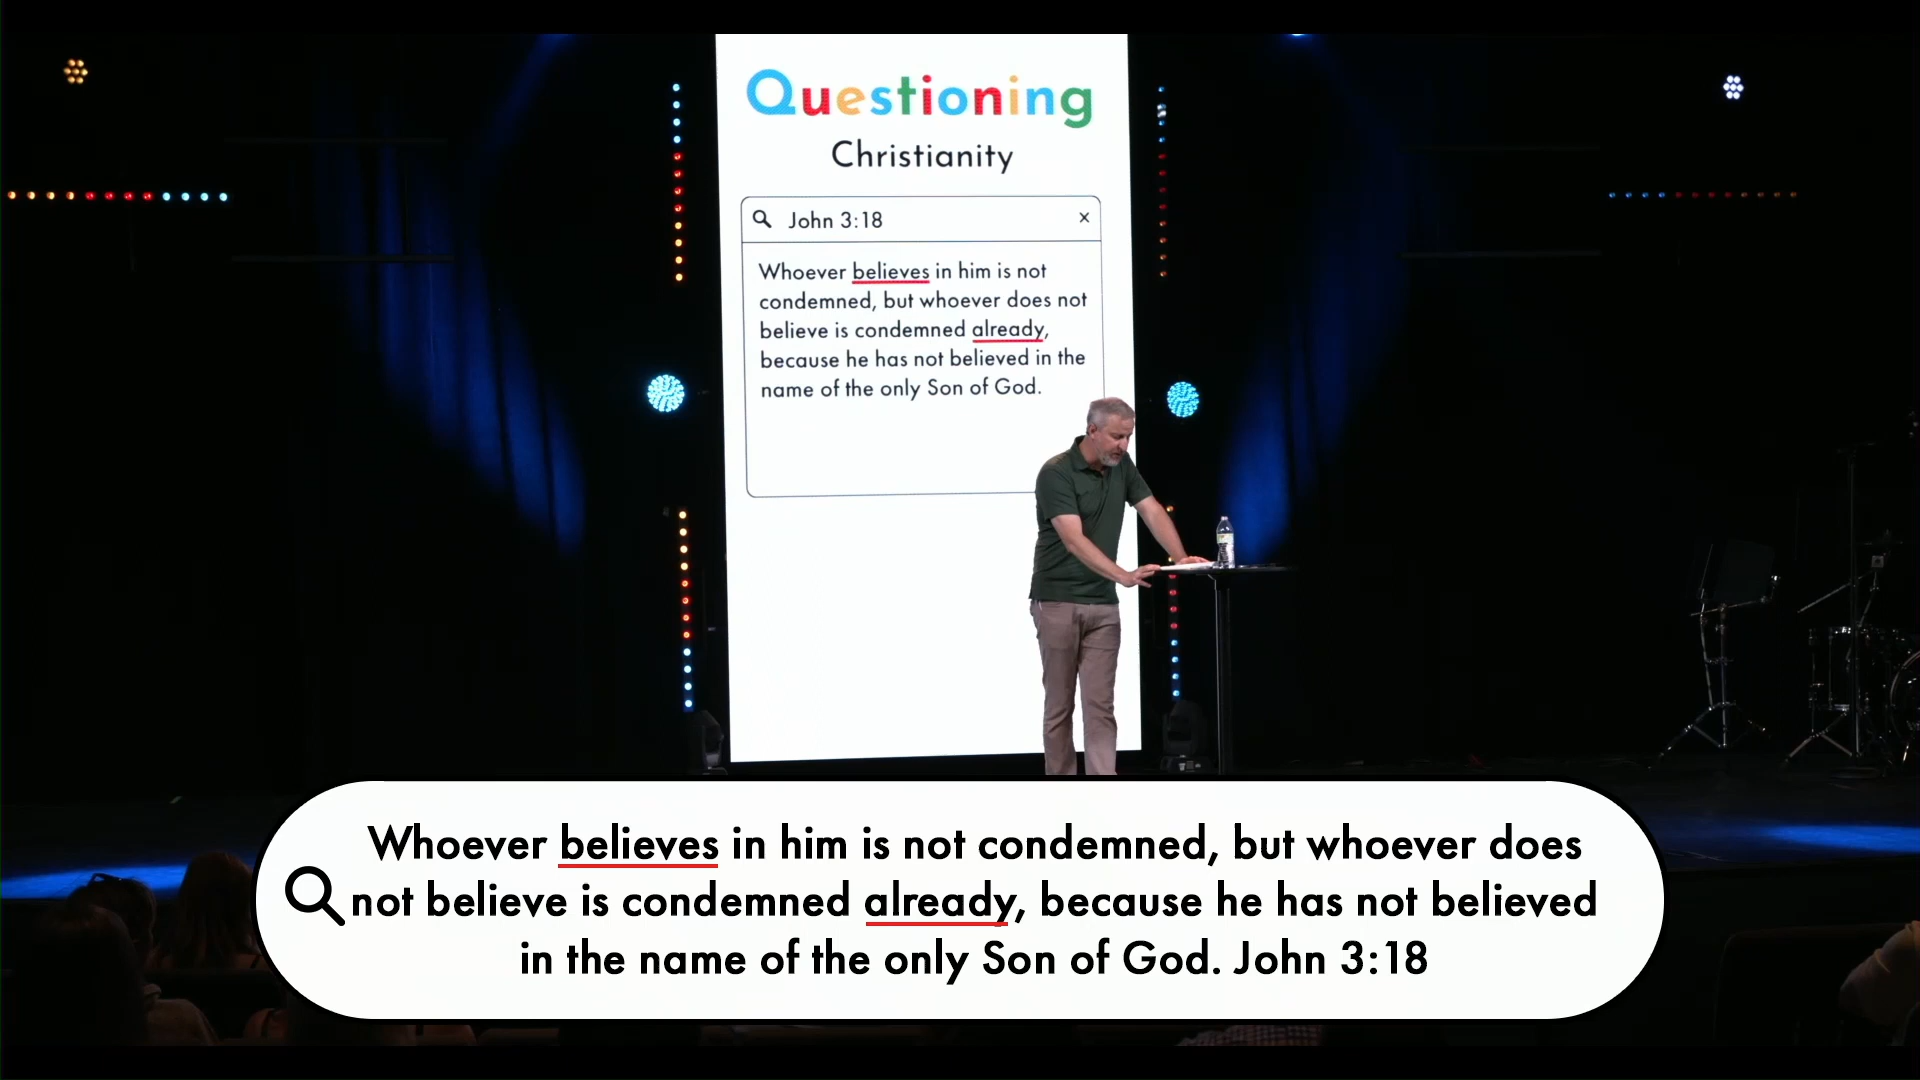 Questioning
Christianity
John 3:18 ×
Whoever believes in him is not
condemned, but whoever does not
believe is condemned already,
because he has not believed in the
name of the only Son of God.
Whoever believes in him is not condemned, but whoever does
not believe is condemned already, because he has not believed
in the name of the only Son of God. John 3:18